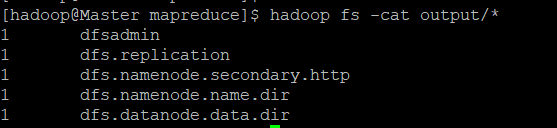 [hadoop@Master mapreduce]$ hadoop fs -cat output/*
1 dfsadmin
1 dfs.replication
1 dfs.namenode.secondary.http
1 dfs.namenode.name.dir
1 dfs.datanode.data.dir